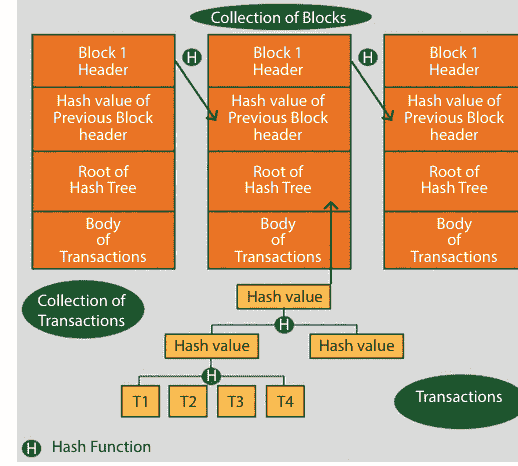 Collection of Blocks
H
H
Block 1
Header
Hash value of
Previous Block
header
Root of
Hash Tree
Body
of
Transactions
Block 1
Header
Hash value of
Previous Block
header
Root of
Hash Tree
Body
of
Transactions
Block 1
Header
Hash value of
Previous Block
header
Root of
Hash Tree
Body
of
Transactions
Collection of
Transactions
Hash value
H
Hash value
Hash value
H
T1
T2
T3
T4
Transactions
H Hash Function